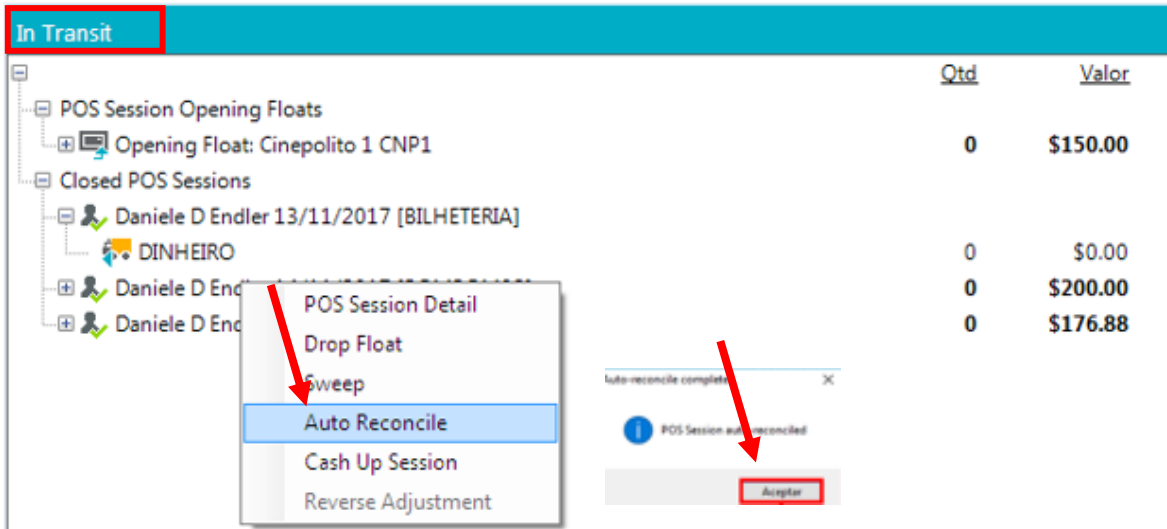 In Transit
Qtd Valor
POS Session Opening Floats
Opening Float: Cinepolito 1 CNP1 0 $150.00
Closed POS Sessions
Daniele D Endler 13/11/2017 [BILHETERIA]
DINHEIRO 0 $0.00
Daniele D 0 $200.00
Daniele D 0 $176.88
POS Session Detail
Drop Float
Sweep
Auto Reconcile
Cash Up Session
Reverse Adjustment
Auto-reconcile complete
POS Session auto reconciled
Aceptar